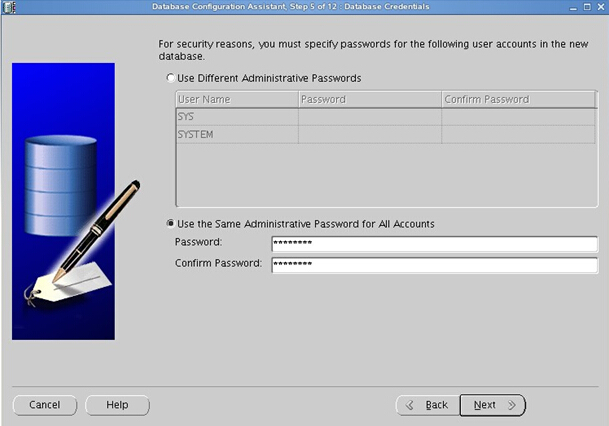 Database Configuration Assistant, Step 5 of 12 : Database Credentials
For security reasons, you must specify passwords for the following user accounts in the new
database.
Use Different Administrative Passwords
User Name Password Confirm Password
SYS
SYSTEM
Use the Same Administrative Password for All Accounts
Password: ********
Confirm Password: ********
Cancel Help Back Next